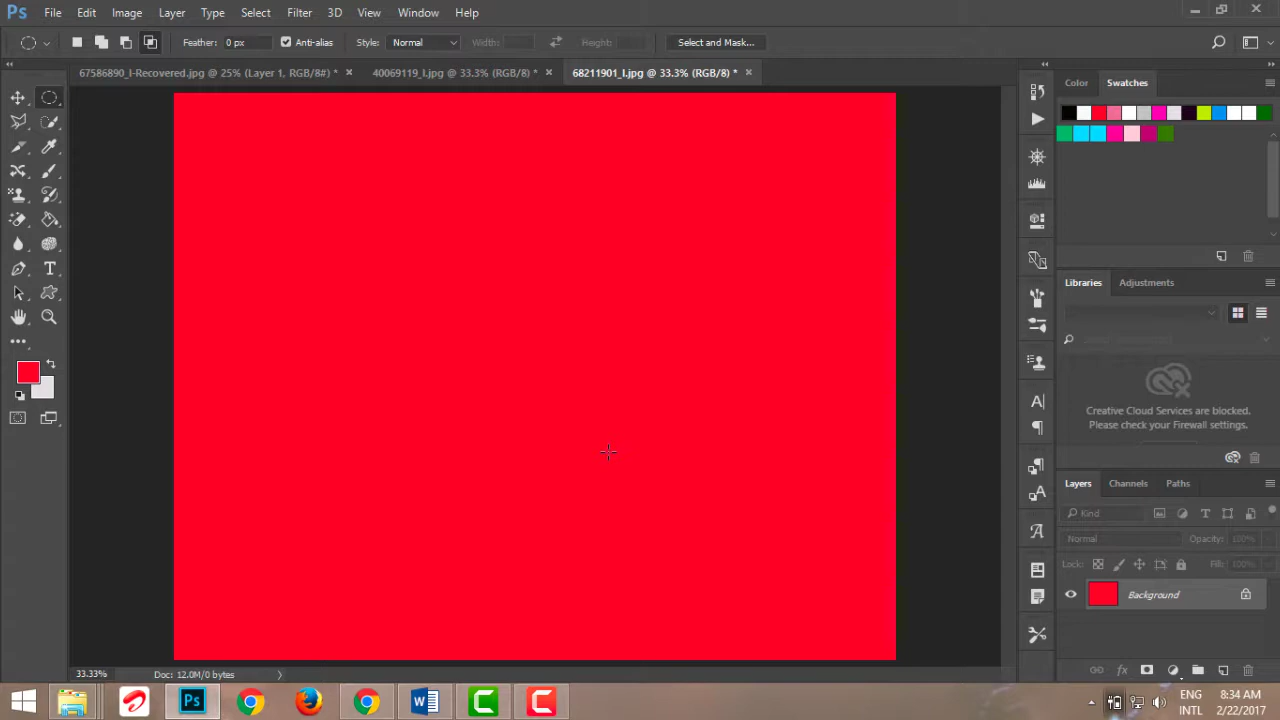 Ps File Edit Image Layer Type Select Filter 3D View Window Help
Feather: 0 px Anti-alias Style: Normal Width: Height: Select and Mask...
67586890_l-Recovered.jpg @ 25% (Layer 1, RGB/8#) * 40069119_l.jpg @ 33.3% (RGB/8) * 68211901_l.jpg @ 33.3% (RGB/8) *
Color Swatches
Libraries Adjustments
Creative Cloud Services are blocked.
Please check your Firewall settings.
Layers Channels Paths
Kind
Normal Opacity: 100%
Lock: Fill: 100%
Background
33.33% Doc: 12.0M/0 bytes
Ps
ENG 8:34 AM
INTL 2/22/2017